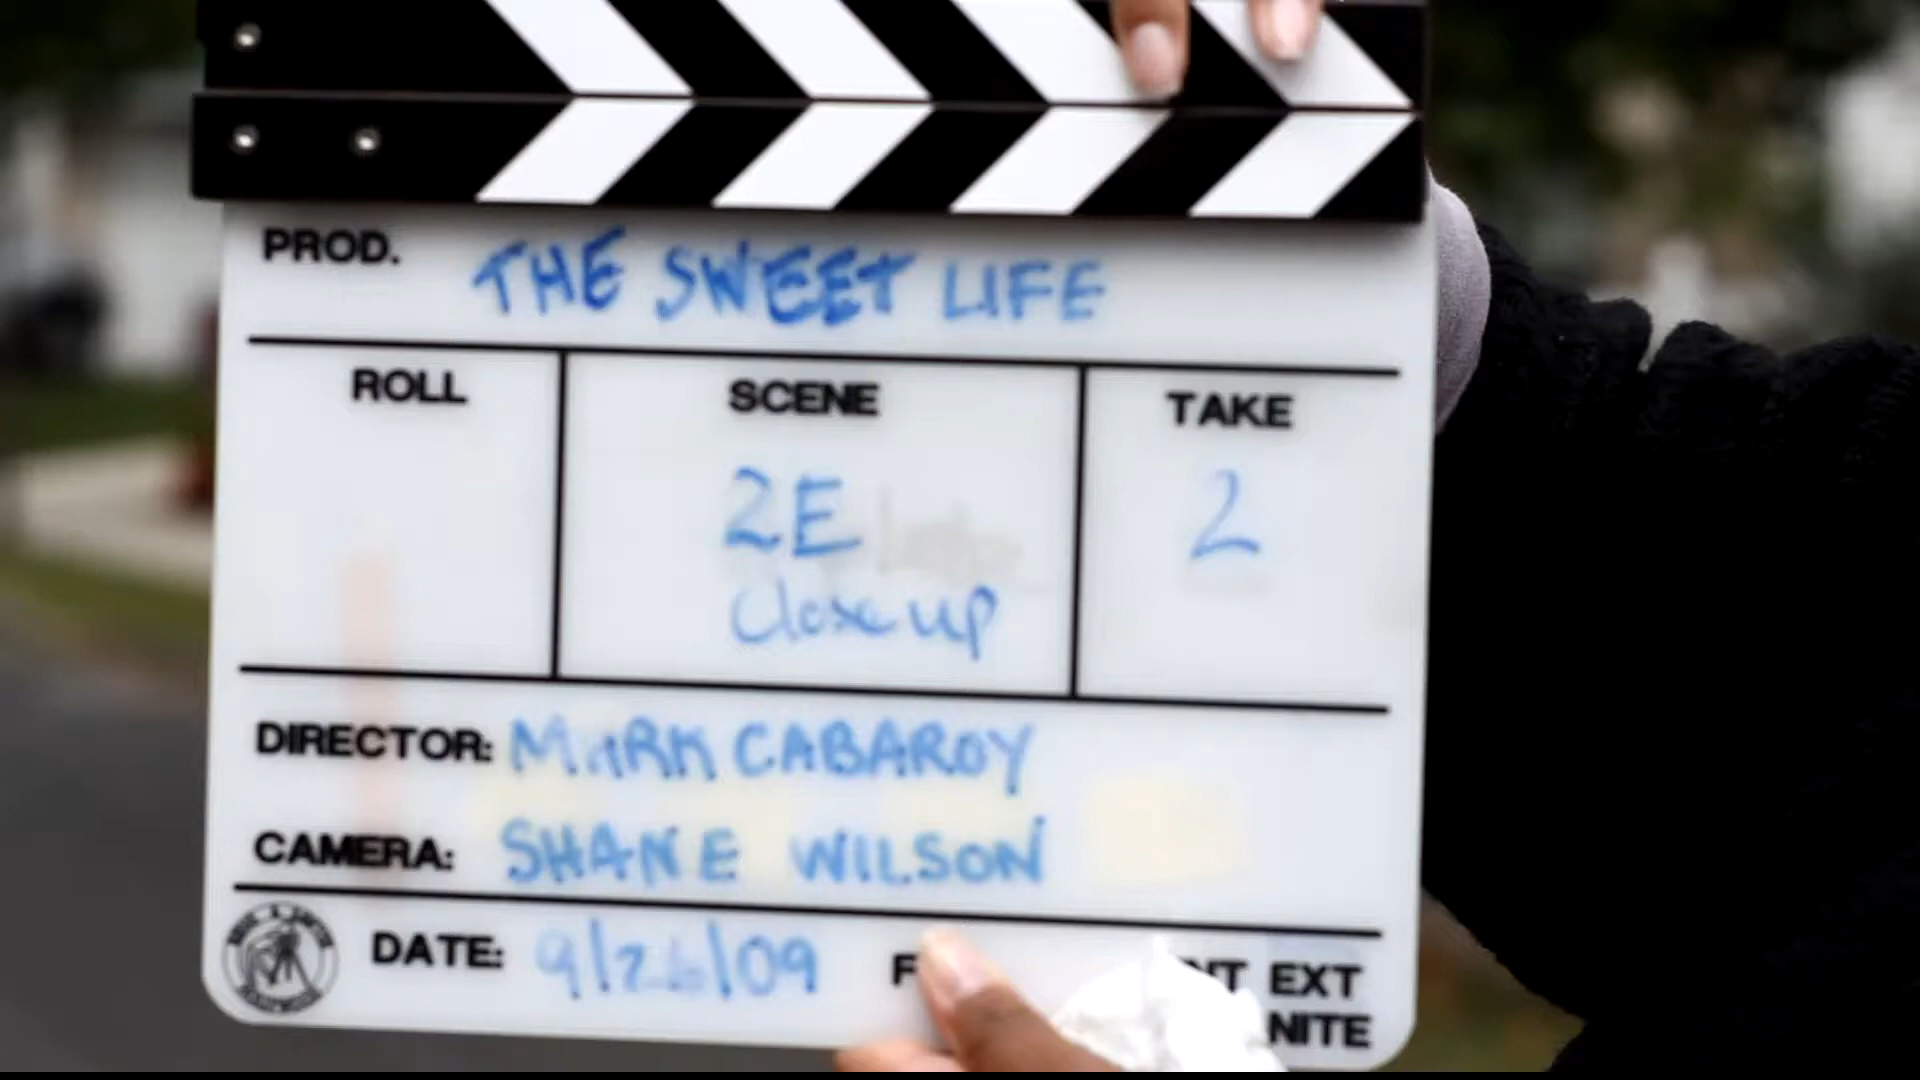 PROD. THE SWEET LIFE
ROLL SCENE TAKE
2E 2
Close up
DIRECTOR: MARK CABAROY
CAMERA: SHANE WILSON
DATE: 9/26/09 EXT
NITE